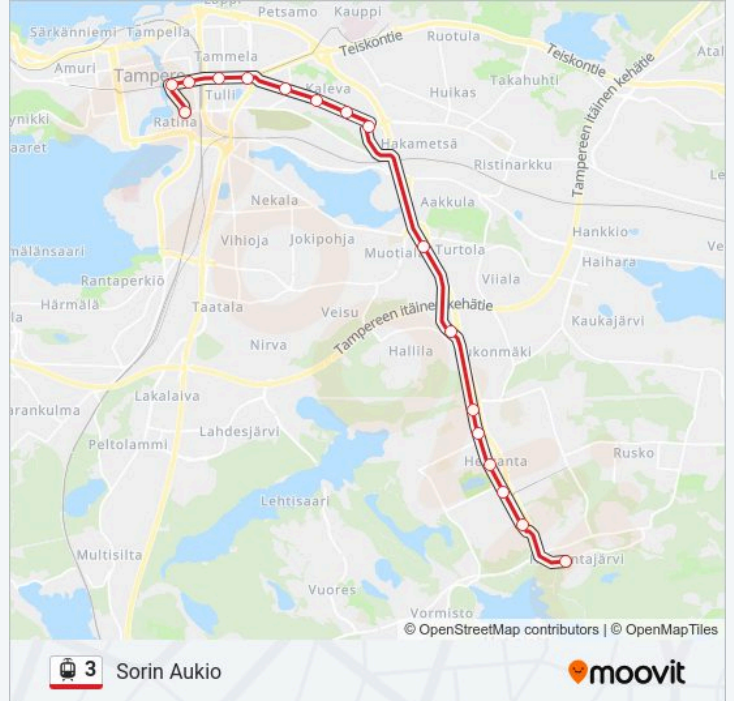 Petsamo
Kauppi
Särkänniemi
Tampella
Teiskontie
Ruotula
Amuri
Tammela
Teiskontie
Tampere
Takahuhti
Tulli
Kaleva
Huikas
Ratina
Hakametsä
Ristinarkku
Tampereen itäinen kehätie
Nekala
Aakkula
Vihioja
Jokipohja
Hankkio
Muotiala
Turtola
Haihara
Rantaperkiö
Viiala
Härmälä
Taatala
Veisu
Tampereen itäinen kehätie
Kaukajärvi
Nirva
Hallila
Lakalaiva
Lahdesjärvi
Peltolammi
Rusko
Lehtisaari
Multisilta
Vuores
Vormisto
© OpenStreetMap contributors | © OpenMapTiles
3 Sorin Aukio
moovit